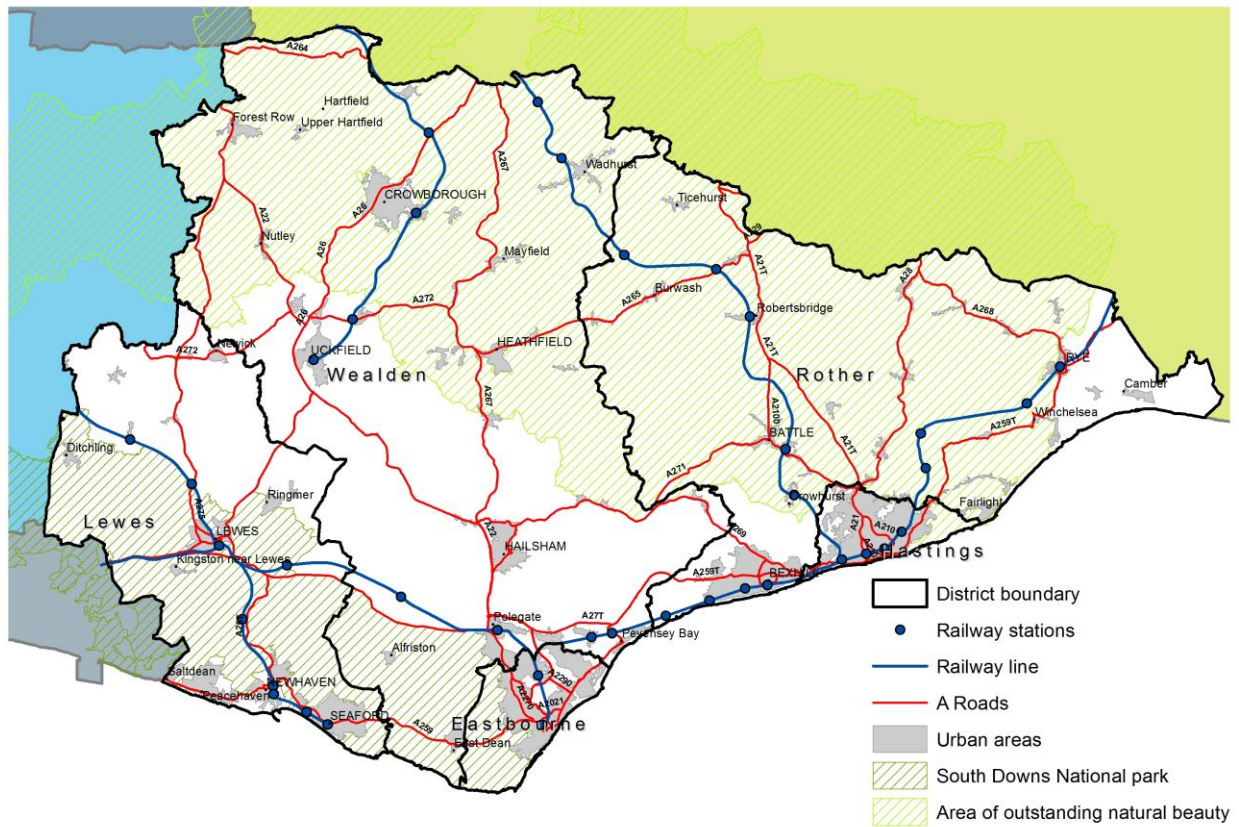 A264
Hartfield
Forest Row
Upper Hartfield
A267
Wadhurst
CROWBOROUGH
Ticehurst
A26
A22
A26
Nutley
Mayfield
A21T
A28
Burwash
A265
A272
A268
Robertsbridge
A26
A21T
Newick
A272
UCKFIELD
HEATHFIELD
RYE
Wealden
Rother
Camber
A267
A2100
Winchelsea
A259T
BATTLE
Ditchling
A21T
A271
Ringmer
Fairlight
A275
Lewes
LEWES
A22
A21
HAILSHAM
Hastings
Kingston near Lewes
A259T
District boundary
Polegate
A27T
Pevensey Bay
Railway stations
Alfriston
Saltdean
A2290
Railway line
Peacehaven
A2021
A Roads
SEAFORD
A259
Eastbourne
East Dean
Urban areas
South Downs National park
Area of outstanding natural beauty